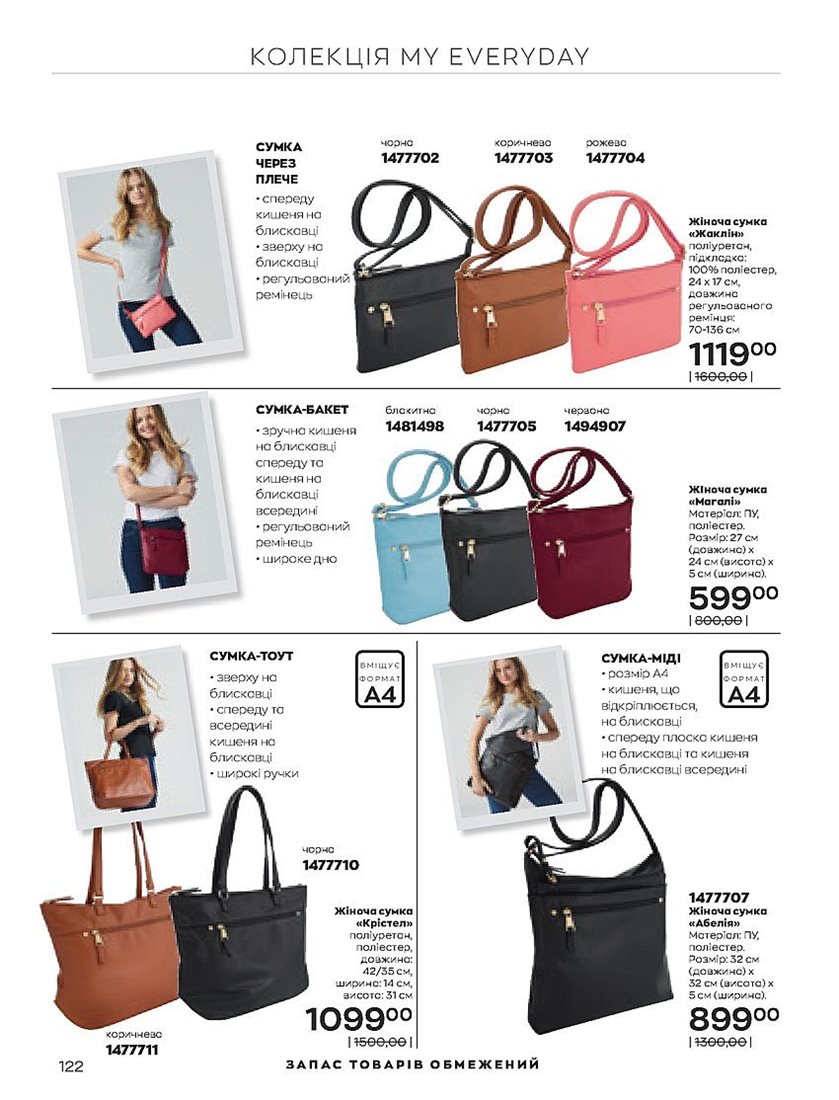 КОЛЕКЦІЯ MY EVERYDAY
СУМКА
ЧЕРЕЗ
ПЛЕЧЕ
• спереду
кишеня на
блискавці
• зверху на
блискавці
• регульований
ремінець
чорна
1477702
коричнева
1477703
рожева
1477704
Жіноча сумка
«Жаклін»
поліуретан,
підкладка:
100% поліестер,
24 х 17 см,
довжина
регульованого
ремінця:
70-136 см
111900
| 1600,00 |
СУМКА-БАКЕТ
• зручна кишеня
на блискавці
спереду та
кишеня на
блискавці
всередині
• регульований
ремінець
• широке дно
блакитна
1481498
чорна
1477705
червона
1494907
Жіноча сумка
«Магалі»
Матеріал: ПУ,
поліестер.
Розмір: 27 см
(довжина) х
24 см (висота) х
5 см (ширина).
59900
| 800,00 |
СУМКА-ТОУТ
• зверху на
блискавці
• спереду та
всередині
кишеня на
блискавці
• широкі ручки
ВМІЩУЄ
ФОРМАТ
А4
чорна
1477710
Жіноча сумка
«Крістел»
поліуретан,
поліестер,
довжина:
42/35 см,
ширина: 14 см,
висота: 31 см
109900
| 1500,00 |
коричнева
1477711
СУМКА-МІДІ
• розмір А4
• кишеня, що
відкріплюється,
на блискавці
• спереду плоска кишеня
на блискавці та кишеня
на блискавці всередині
ВМІЩУЄ
ФОРМАТ
А4
1477707
Жіноча сумка
«Абелія»
Матеріал: ПУ,
поліестер.
Розмір: 32 см
(довжина) х
32 см (висота) х
5 см (ширина).
89900
| 1300,00 |
122
ЗАПАС ТОВАРІВ ОБМЕЖЕНИЙ